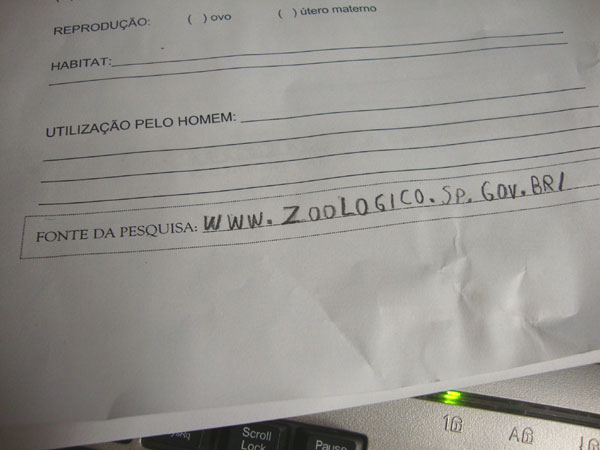 REPRODUÇÃO: ( ) ovo ( ) útero materno
HABITAT:
UTILIZAÇÃO PELO HOMEM:
FONTE DA PESQUISA: WWW.ZOOLOGICO.SP.GOV.BR/
Scroll Lock
Pause
1
A